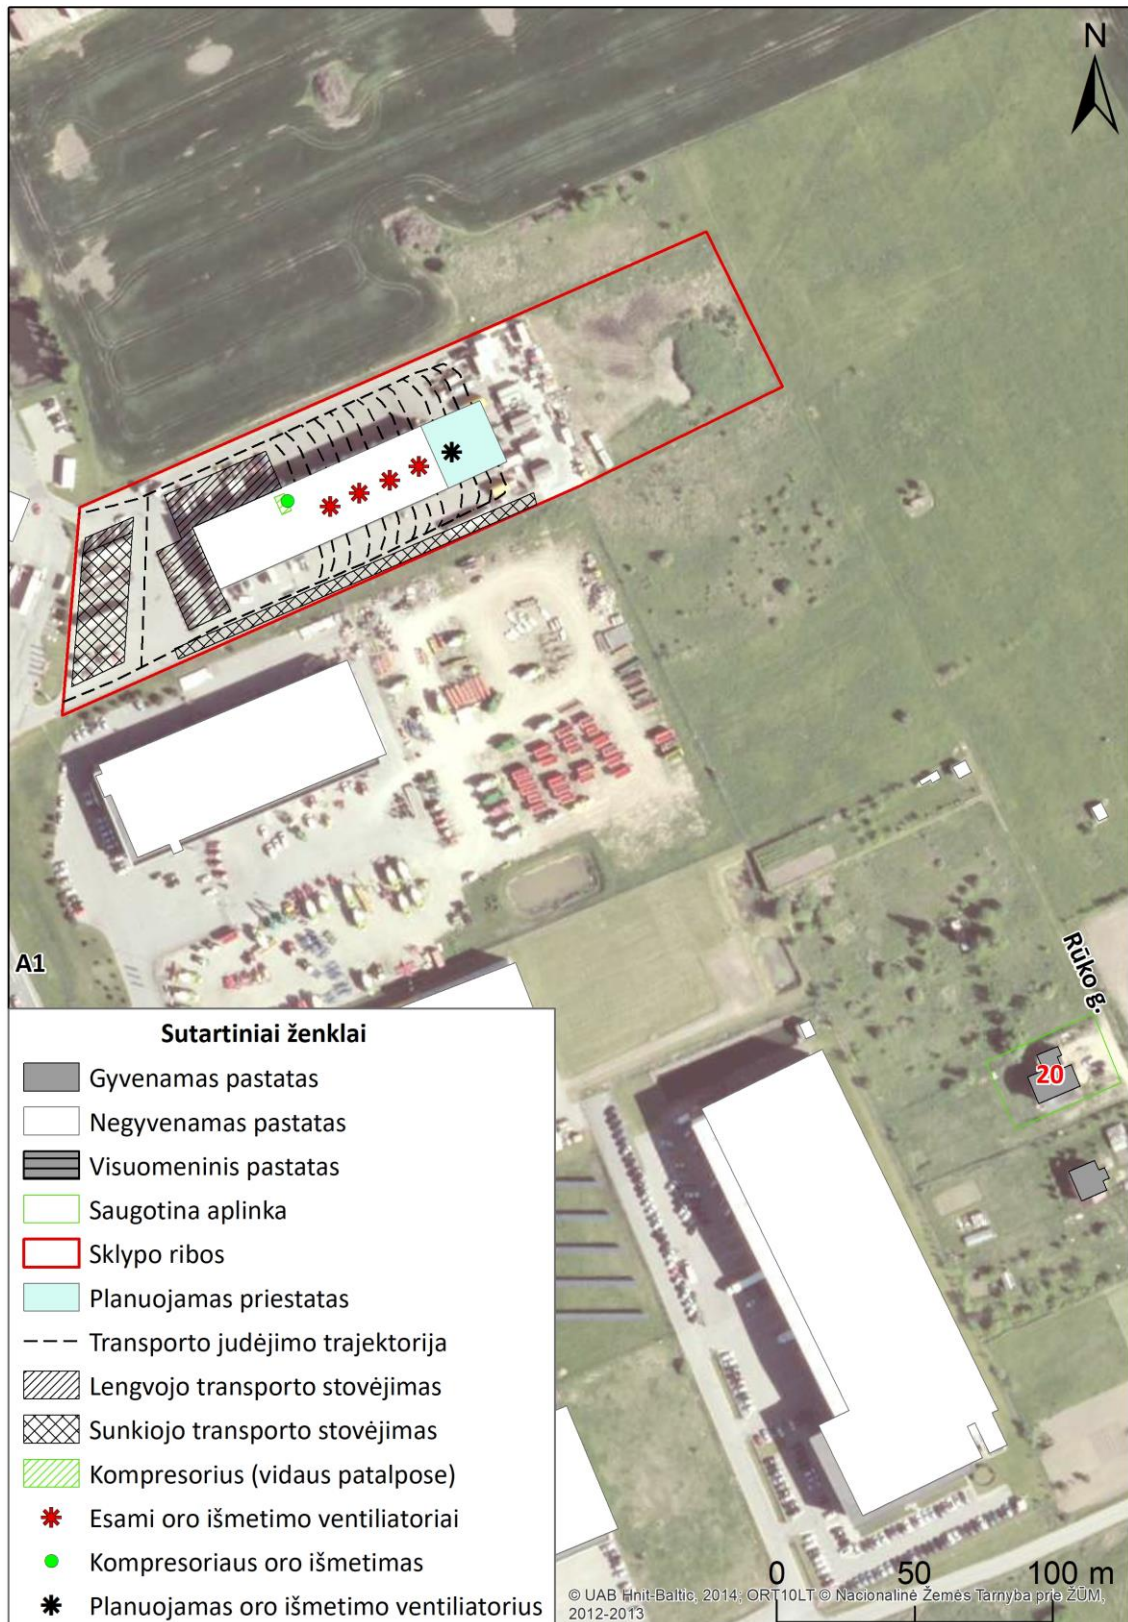 N
A1
Rūko g.
20
Sutartiniai ženklai
Gyvenamas pastatas
Negyvenamas pastatas
Visuomeninis pastatas
Saugotina aplinka
Sklypo ribos
Planuojamas priestatas
Transporto judėjimo trajektorija
Lengvojo transporto stovėjimas
Sunkiojo transporto stovėjimas
Kompresorius (vidaus patalpose)
Esami oro išmetimo ventiliatoriai
Kompresoriaus oro išmetimas
Planuojamas oro išmetimo ventiliatorius
0 50 100 m
© UAB Hnit-Baltic, 2014; ORT10LT © Nacionalinė Žemės Tarnyba prie ŽŪM,
2012-2013